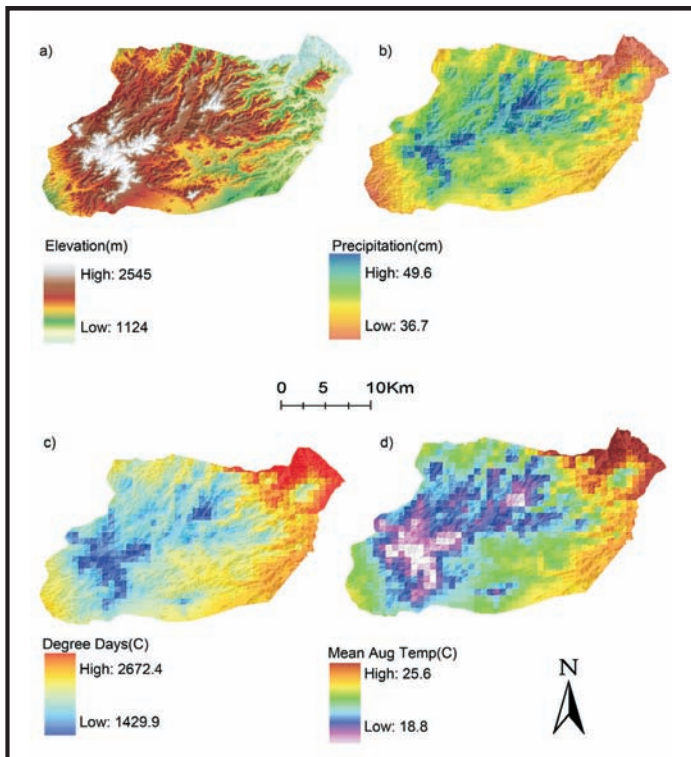 a)
b)
Elevation(m)
High: 2545
Low: 1124
Precipitation(cm)
High: 49.6
Low: 36.7
0 5 10Km
c)
d)
Degree Days(C)
High: 2672.4
Low: 1429.9
Mean Aug Temp(C)
High: 25.6
Low: 18.8
N